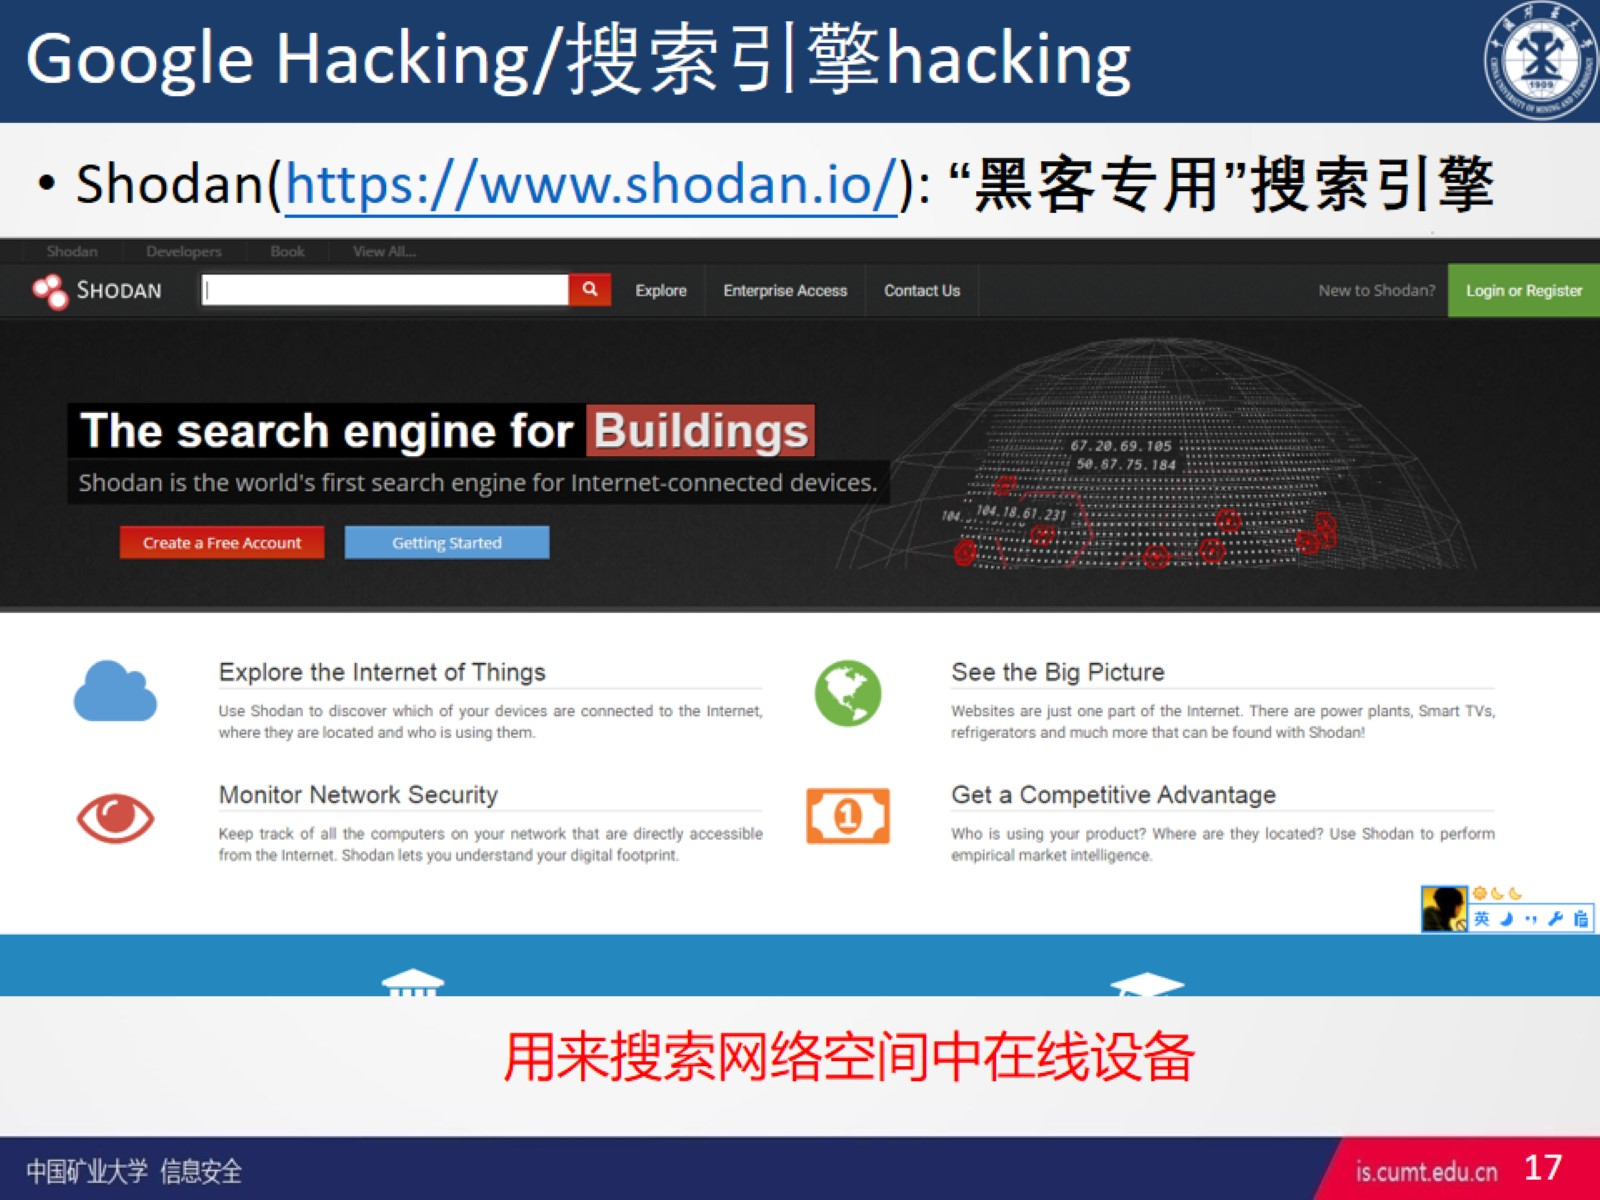 Google Hacking/搜索引擎hacking
• Shodan(https://www.shodan.io/): “黑客专用”搜索引擎
Shodan Developers Book View All...
SHODAN Explore Enterprise Access Contact Us New to Shodan? Login or Register
The search engine for Buildings
Shodan is the world's first search engine for Internet-connected devices.
Create a Free Account Getting Started
67.20.69.105
50.67.75.184
104. 104.18.61.231
Explore the Internet of Things
Use Shodan to discover which of your devices are connected to the Internet,
where they are located and who is using them.
See the Big Picture
Websites are just one part of the Internet. There are power plants, Smart TVs,
refrigerators and much more that can be found with Shodan!
Monitor Network Security
Keep track of all the computers on your network that are directly accessible
from the Internet. Shodan lets you understand your digital footprint.
1
Get a Competitive Advantage
Who is using your product? Where are they located? Use Shodan to perform
empirical market intelligence.
英
用来搜索网络空间中在线设备
中国矿业大学 信息安全
is.cumt.edu.cn 17
CHINA UNIVERSITY OF MINING AND TECHNOLOGY
1909